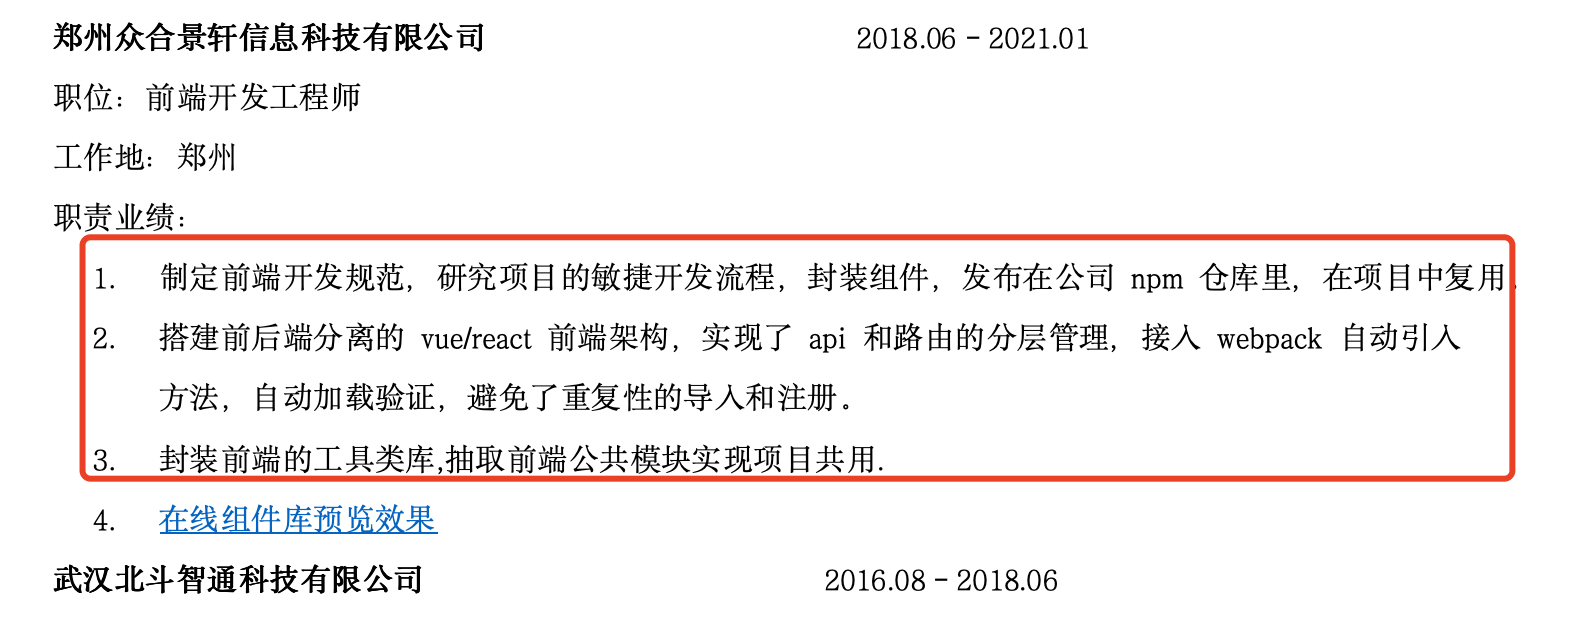 郑州众合景轩信息科技有限公司 2018.06 - 2021.01
职位：前端开发工程师
工作地：郑州
职责业绩：
1. 制定前端开发规范，研究项目的敏捷开发流程，封装组件，发布在公司 npm 仓库里，在项目中复用.
2. 搭建前后端分离的 vue/react 前端架构，实现了 api 和路由的分层管理，接入 webpack 自动引入
方法，自动加载验证，避免了重复性的导入和注册。
3. 封装前端的工具类库,抽取前端公共模块实现项目共用.
4. 在线组件库预览效果
武汉北斗智通科技有限公司 2016.08 - 2018.06